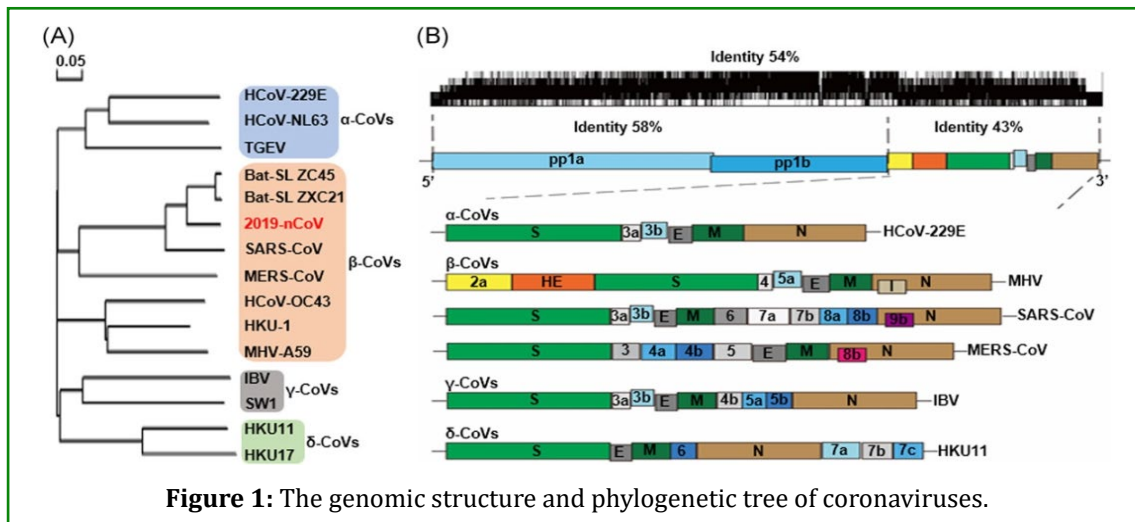 (A)
0.05
HCoV-229E
HCoV-NL63
α-CoVs
TGEV
Bat-SL ZC45
Bat-SL ZXC21
2019-nCoV
SARS-CoV
β-CoVs
MERS-CoV
HCoV-OC43
HKU-1
MHV-A59
IBV
γ-CoVs
SW1
HKU11
δ-CoVs
HKU17
(B)
Identity 54%
Identity 58% Identity 43%
pp1a pp1b
5’ 3’
α-CoVs
S 3a 3b E M N HCoV-229E
β-CoVs
2a HE S 4 5a E M I N MHV
S 3a 3b E M 6 7a 7b 8a 8b 9b N SARS-CoV
S 3 4a 4b 5 E M 8b N MERS-CoV
γ-CoVs
S 3a 3b E M 4b 5a 5b N IBV
δ-CoVs
S E M 6 N 7a 7b 7c HKU11
Figure 1: The genomic structure and phylogenetic tree of coronaviruses.